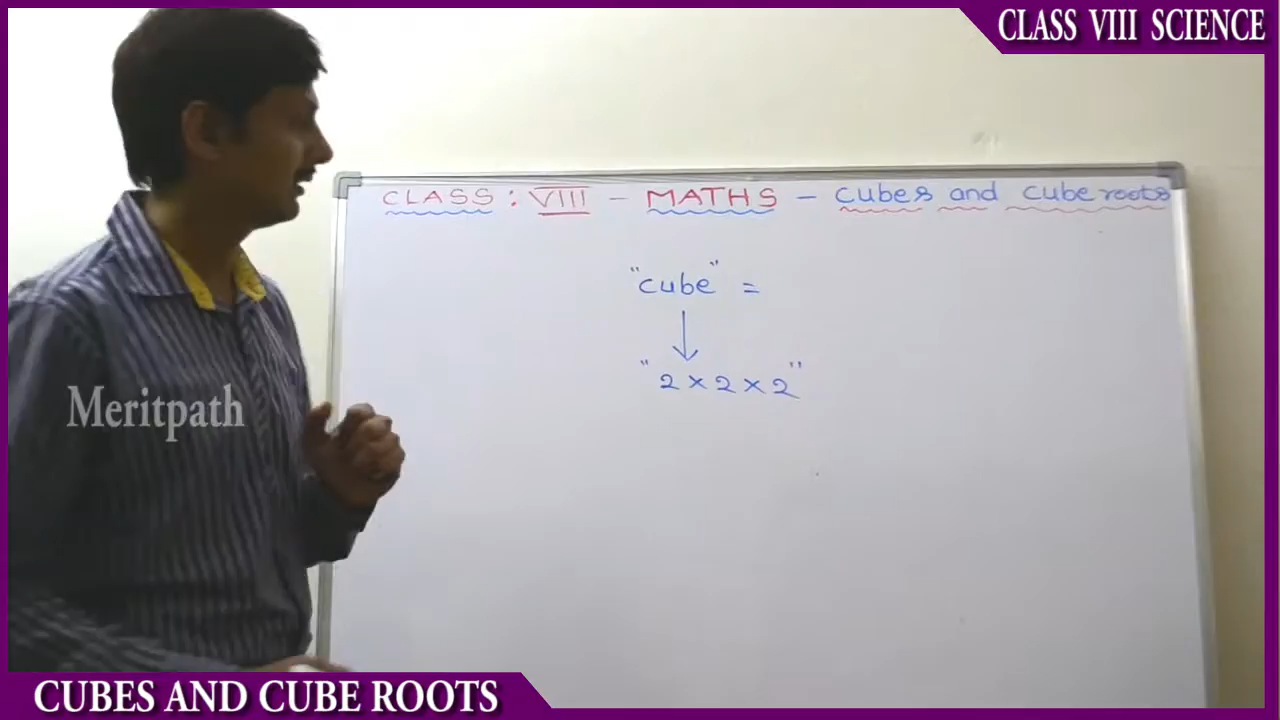 CLASS VIII SCIENCE
CLASS : VIII - MATHS - Cubes and Cube roots
"cube" =
"2 × 2 × 2"
Meritpath
CUBES AND CUBE ROOTS